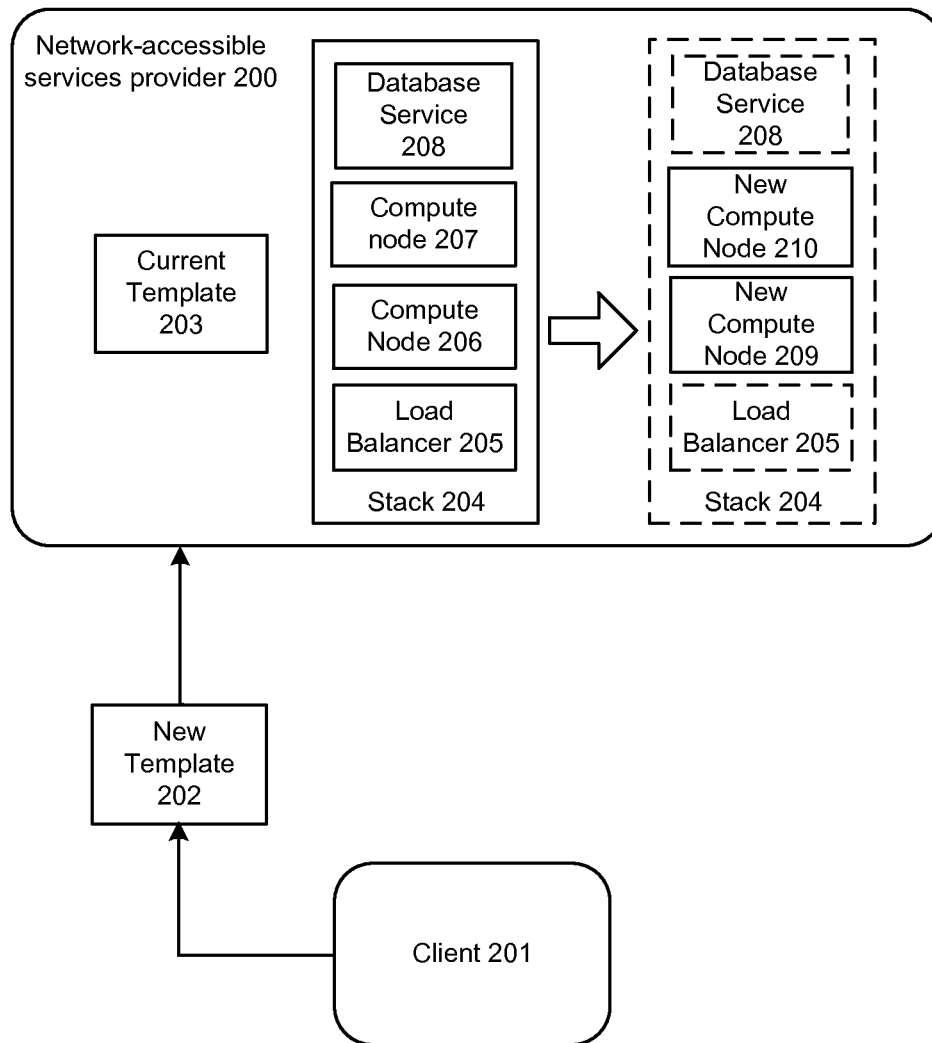 Network-accessible
services provider 200
Current
Template
203
Database
Service
208
Compute
node 207
Compute
Node 206
Load
Balancer 205
Stack 204
Database
Service
208
New
Compute
Node 210
New
Compute
Node 209
Load
Balancer 205
Stack 204
New
Template
202
Client 201